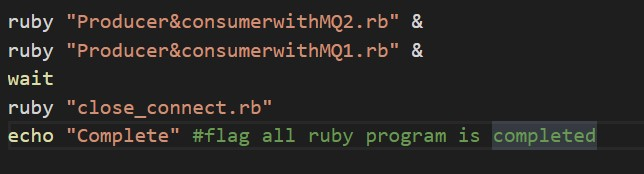 ruby "Producer&consumerwithMQ2.rb" &
ruby "Producer&consumerwithMQ1.rb" &
wait
ruby "close_connect.rb"
echo "Complete" #flag all ruby program is completed